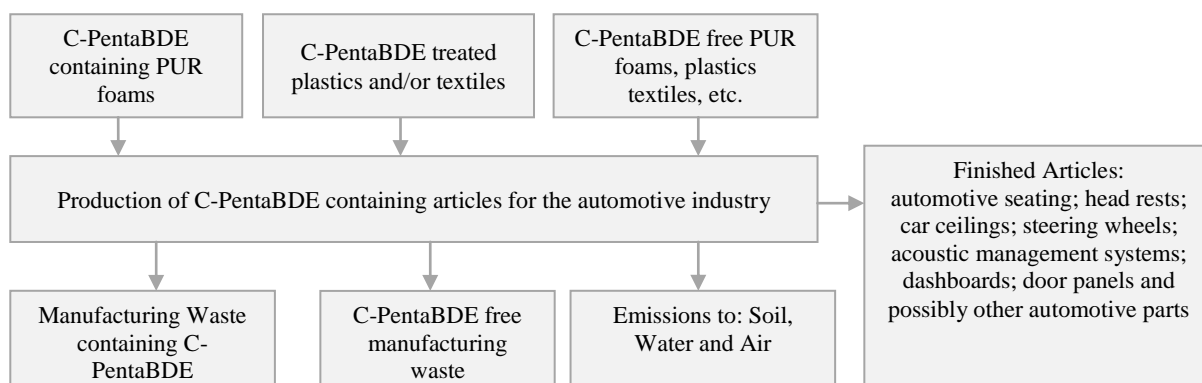 C-PentaBDE
containing PUR
foams
C-PentaBDE treated
plastics and/or textiles
C-PentaBDE free PUR
foams, plastics
textiles, etc.
Production of C-PentaBDE containing articles for the automotive industry
Finished Articles:
automotive seating; head rests;
car ceilings; steering wheels;
acoustic management systems;
dashboards; door panels and
possibly other automotive parts
Manufacturing Waste
containing C-
PentaBDE
C-PentaBDE free
manufacturing
waste
Emissions to: Soil,
Water and Air